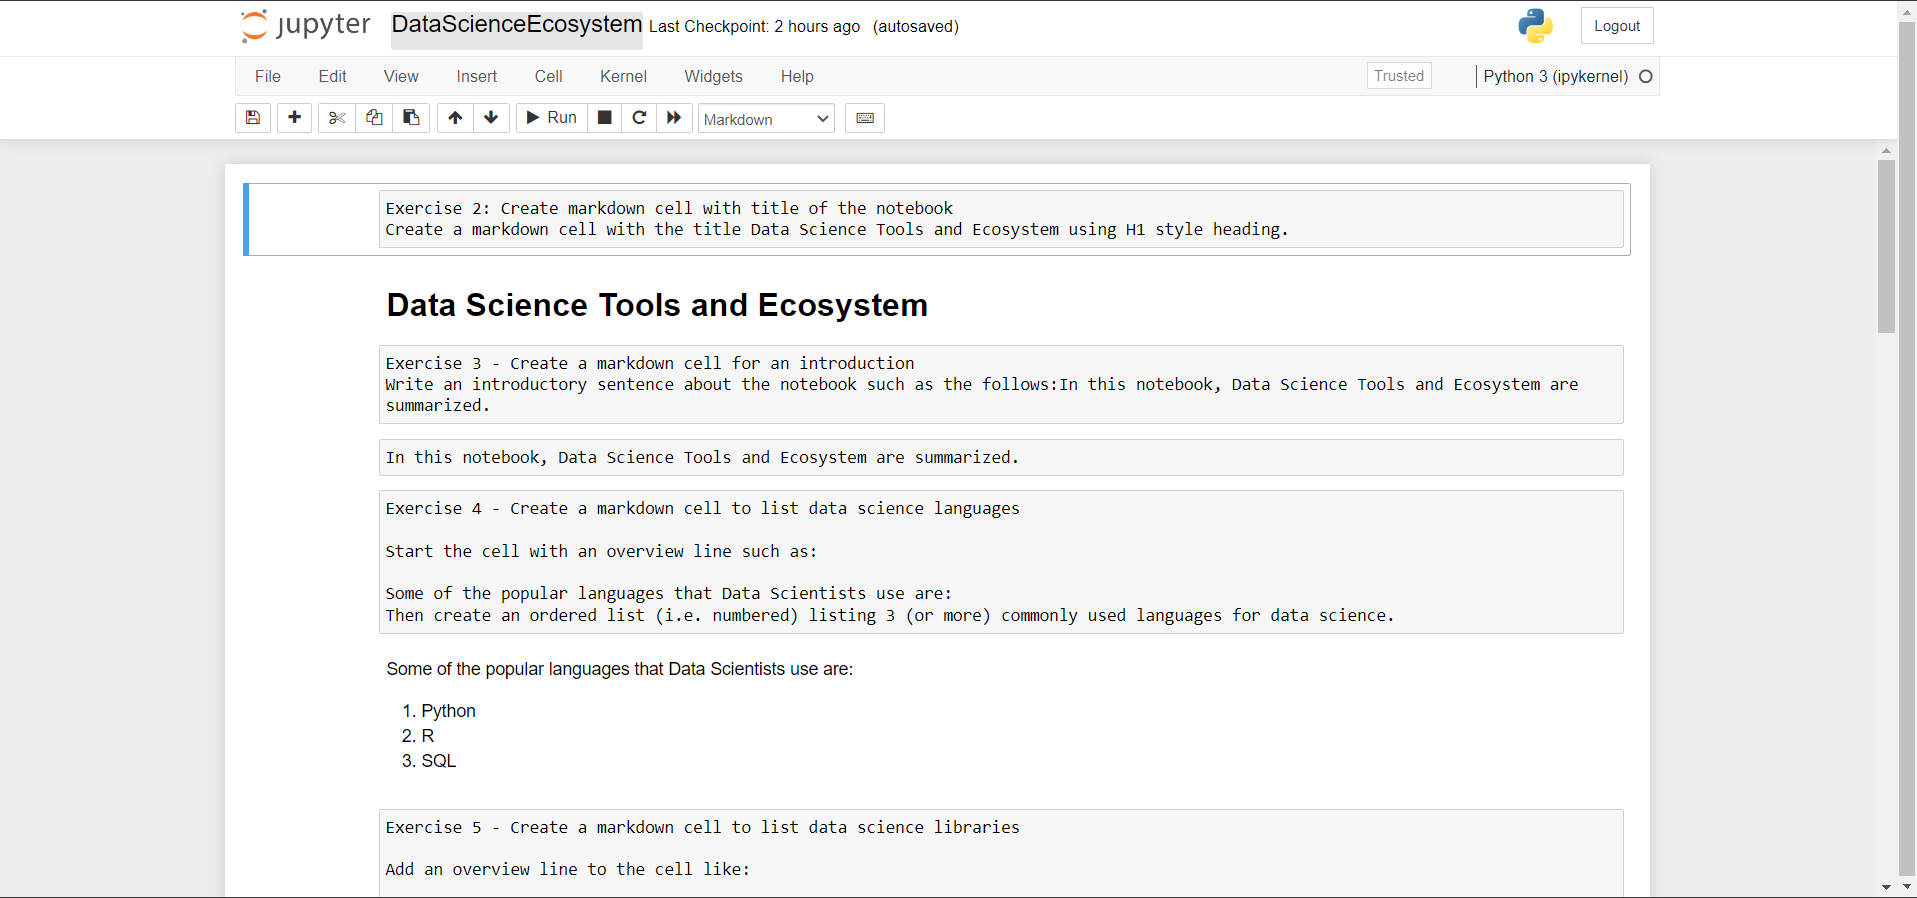 jupyter DataScienceEcosystem Last Checkpoint: 2 hours ago (autosaved) Logout
File Edit View Insert Cell Kernel Widgets Help Trusted Python 3 (ipykernel)
Run Markdown
Exercise 2: Create markdown cell with title of the notebook
Create a markdown cell with the title Data Science Tools and Ecosystem using H1 style heading.
Data Science Tools and Ecosystem
Exercise 3 - Create a markdown cell for an introduction
Write an introductory sentence about the notebook such as the follows:In this notebook, Data Science Tools and Ecosystem are
summarized.
In this notebook, Data Science Tools and Ecosystem are summarized.
Exercise 4 - Create a markdown cell to list data science languages
Start the cell with an overview line such as:
Some of the popular languages that Data Scientists use are:
Then create an ordered list (i.e. numbered) listing 3 (or more) commonly used languages for data science.
Some of the popular languages that Data Scientists use are:
1. Python
2. R
3. SQL
Exercise 5 - Create a markdown cell to list data science libraries
Add an overview line to the cell like: